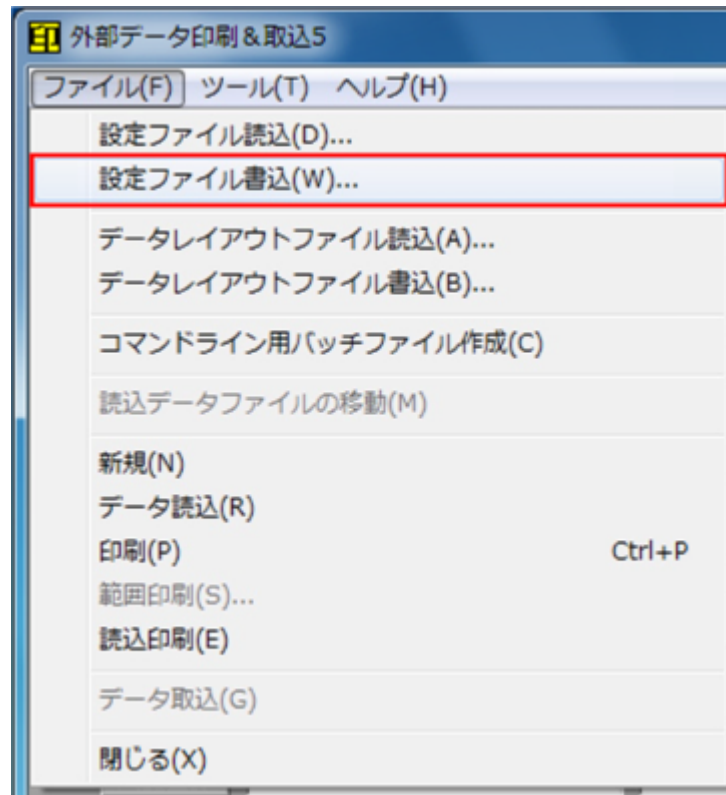 印 外部データ印刷&取込5
ファイル(F) ツール(T) ヘルプ(H)
設定ファイル読込(D)...
設定ファイル書込(W)...
データレイアウトファイル読込(A)...
データレイアウトファイル書込(B)...
コマンドライン用バッチファイル作成(C)
読込データファイルの移動(M)
新規(N)
データ読込(R)
印刷(P) Ctrl+P
範囲印刷(S)...
読込印刷(E)
データ取込(G)
閉じる(X)